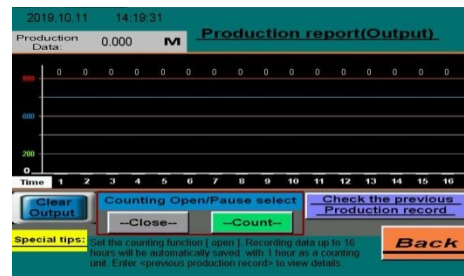 2019.10.11 14:19:31
Production report(Output)
Production Data: 0.000 M
0 0 0 0 0 0 0 0 0 0 0 0 0 0 0 0
900
600
200
0
Time 1 2 3 4 5 6 7 8 9 10 11 12 13 14 15 16
Clear Output
Counting Open/Pause select
--Close-- --Count--
Check the previous
Production record
Special tips:
Set the counting function [ open ]. Recording data up to 16
hours will be automatically saved with 1 hour as a counting
unit. Enter <previous production record> to view details
Back